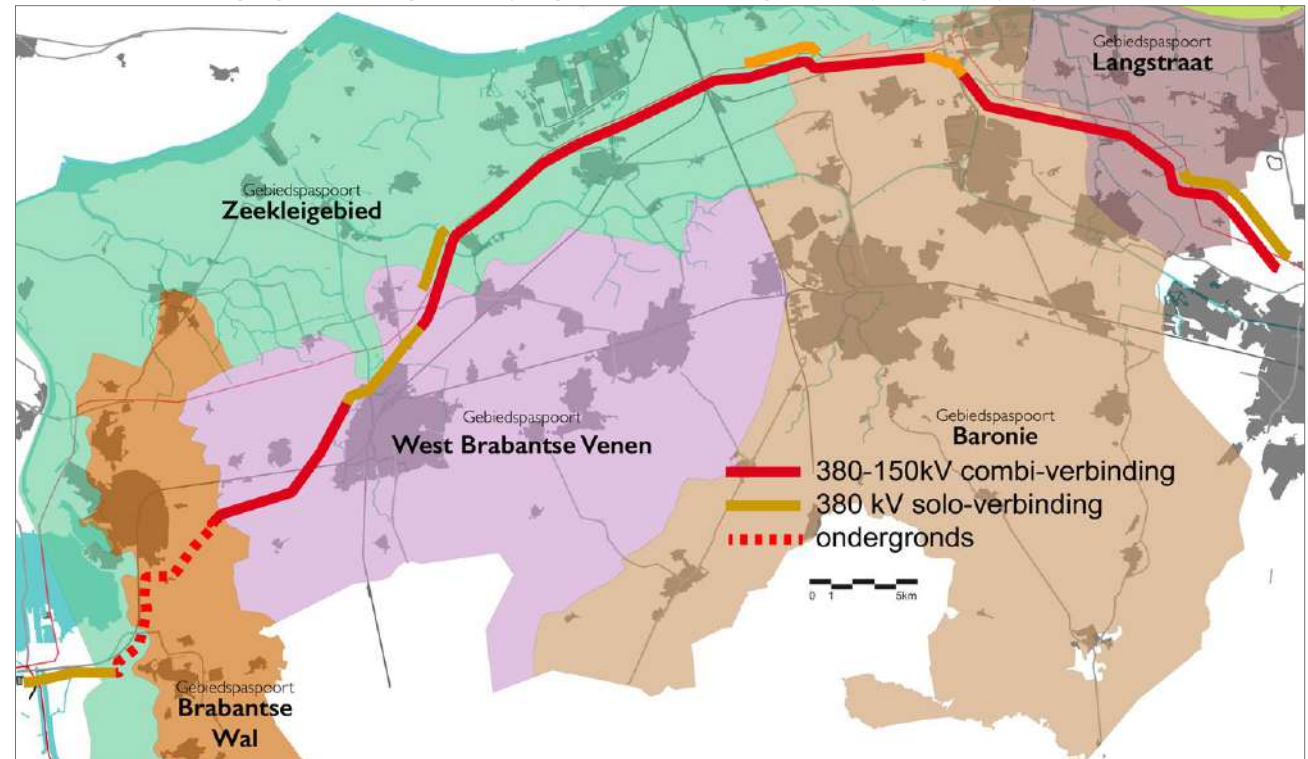 Gebiedspaspoort
Langstraat
Gebiedspaspoort
Zeekleigebied
Gebiedspaspoort
West Brabantse Venen
Gebiedspaspoort
Baronie
380-150kV combi-verbinding
380 kV solo-verbinding
ondergronds
0 1 5km
Gebiedspaspoort
Brabantse
Wal